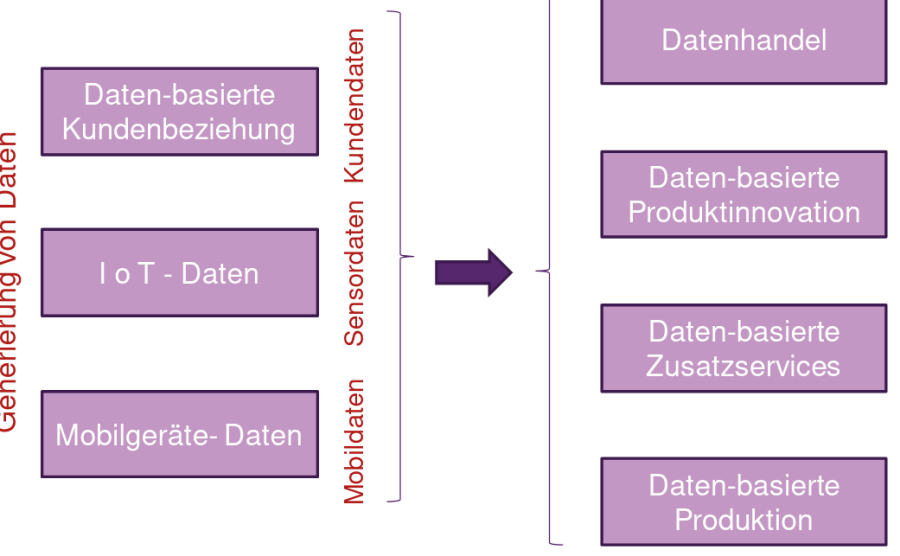 Generierung von Daten
Daten-basierte
Kundenbeziehung
I o T - Daten
Mobilgeräte- Daten
Kundendaten
Sensordaten
Mobildaten
Datenhandel
Daten-basierte
Produktinnovation
Daten-basierte
Zusatzservices
Daten-basierte
Produktion